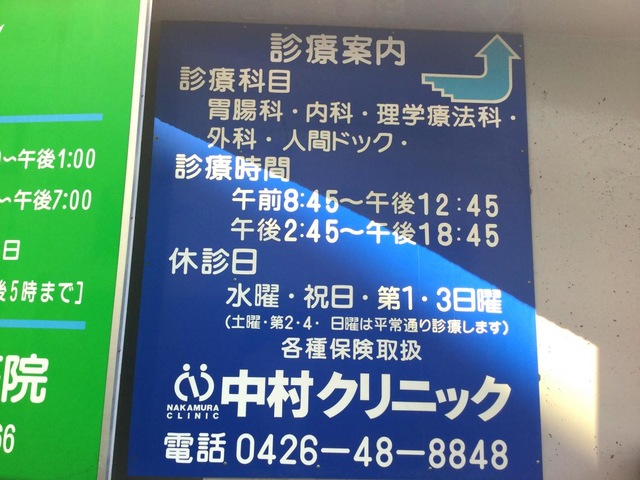 〜午後1:00
〜午後7:00
日
後5時まで]
院
66
診療案内
診療科目
胃腸科・内科・理学療法科・
外科・人間ドック・
診療時間
午前8:45〜午後12:45
午後2:45〜午後18:45
休診日
水曜・祝日・第1・3日曜
(土曜・第2・4・日曜は平常通り診療します)
各種保険取扱
NAKAMURA
CLINIC
中村クリニック
電話 0426-48-8848